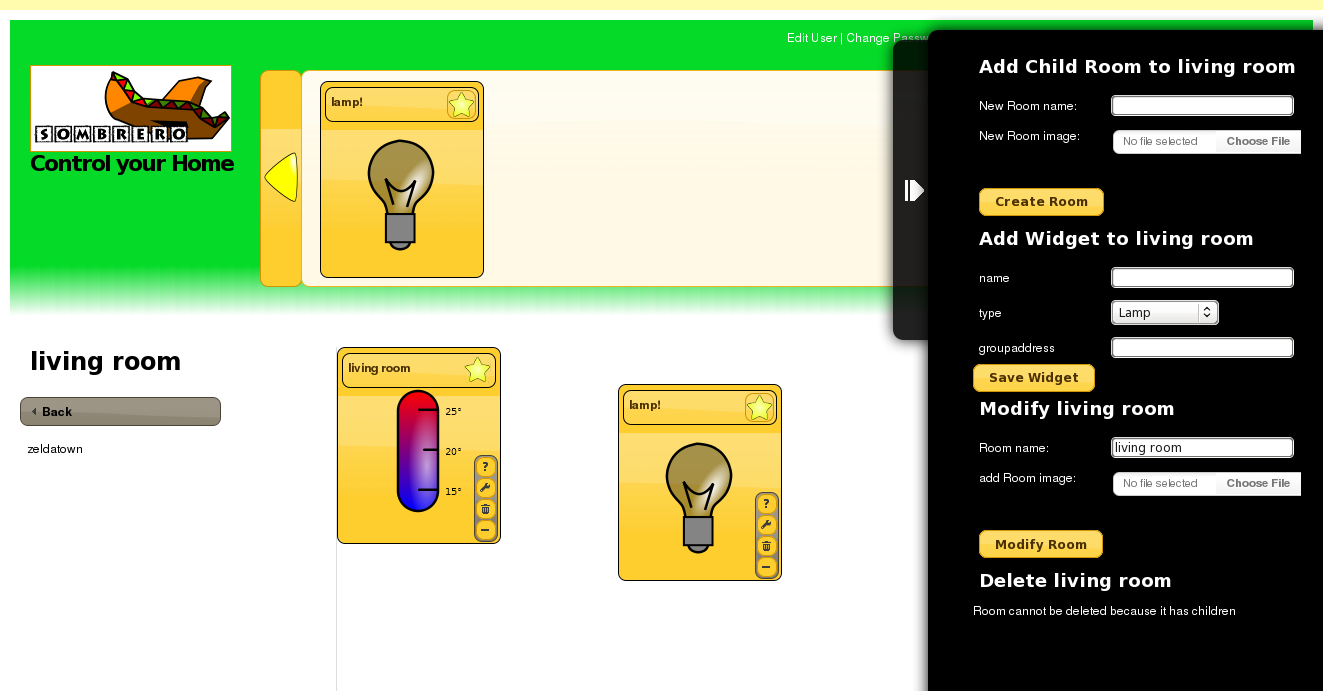 Edit User | Change Passw
SOMBRERO
Control your Home
lamp!
living room
Back
zeldatown
living room
25°
20°
15°
?
lamp!
?
Add Child Room to living room
New Room name:
New Room image: No file selected Choose File
Create Room
Add Widget to living room
name
type Lamp
groupaddress
Save Widget
Modify living room
Room name: living room
add Room image: No file selected Choose File
Modify Room
Delete living room
Room cannot be deleted because it has children